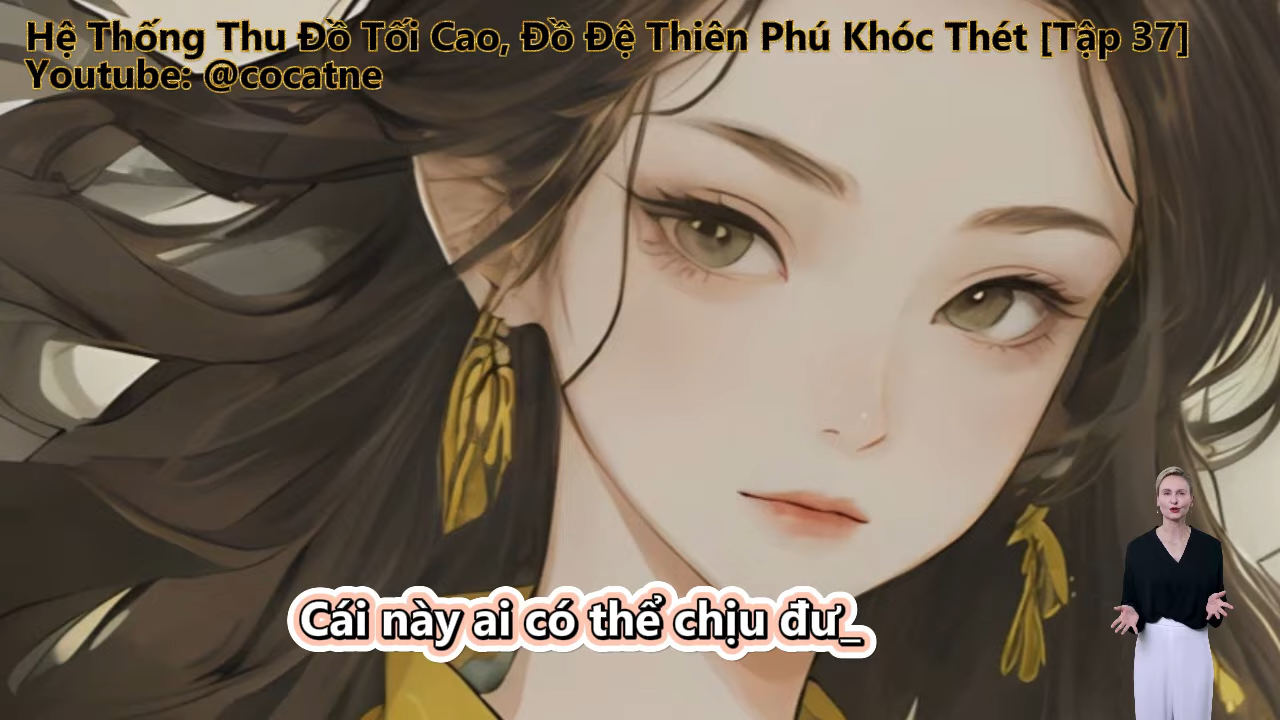 Hệ Thống Thu Đồ Tối Cao, Đồ Đệ Thiên Phú Khóc Thét [Tập 37]
Youtube: @cocatne
Cái này ai có thể chịu đư_